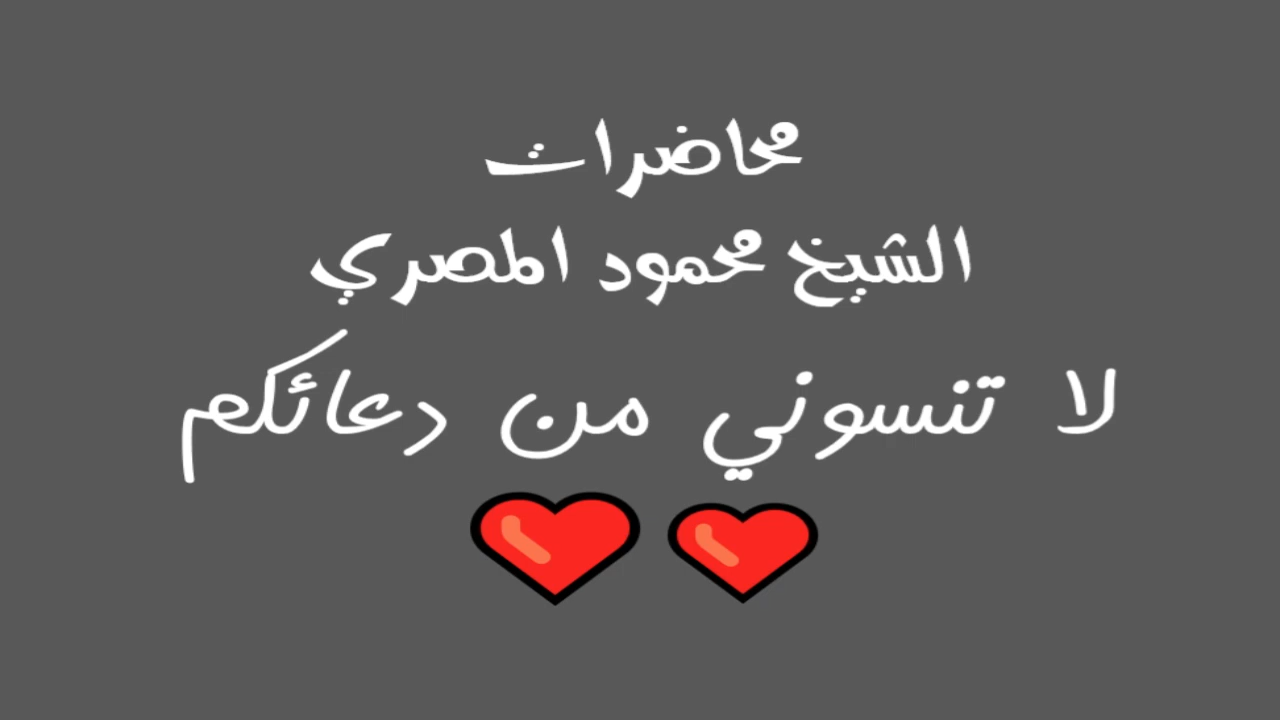 محاضرات
الشيخ محمود المصري
لا تنسوني من دعائكم